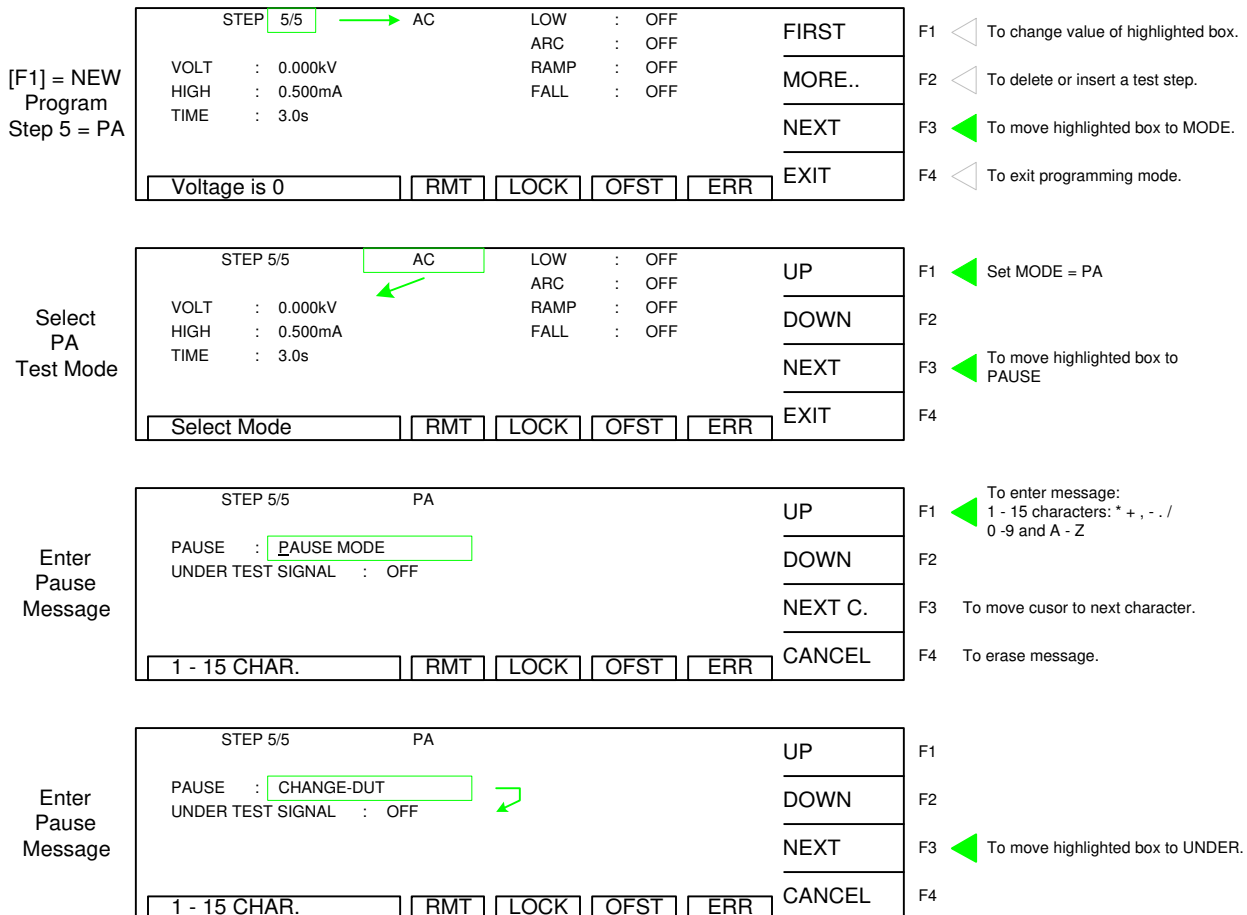 [F1] = NEW
Program
Step 5 = PA
STEP 5/5 AC LOW : OFF
ARC : OFF
VOLT : 0.000kV RAMP : OFF
HIGH : 0.500mA FALL : OFF
TIME : 3.0s
Voltage is 0 RMT LOCK OFST ERR
FIRST F1 To change value of highlighted box.
MORE.. F2 To delete or insert a test step.
NEXT F3 To move highlighted box to MODE.
EXIT F4 To exit programming mode.
Select
PA
Test Mode
STEP 5/5 AC LOW : OFF
ARC : OFF
VOLT : 0.000kV RAMP : OFF
HIGH : 0.500mA FALL : OFF
TIME : 3.0s
Select Mode RMT LOCK OFST ERR
UP F1 Set MODE = PA
DOWN F2
NEXT F3 To move highlighted box to
PAUSE
EXIT F4
Enter
Pause
Message
STEP 5/5 PA
PAUSE : PAUSE MODE
UNDER TEST SIGNAL : OFF
1 - 15 CHAR. RMT LOCK OFST ERR
UP F1 To enter message:
1 - 15 characters: * + , - . /
0 -9 and A - Z
DOWN F2
NEXT C. F3 To move cusor to next character.
CANCEL F4 To erase message.
Enter
Pause
Message
STEP 5/5 PA
PAUSE : CHANGE-DUT
UNDER TEST SIGNAL : OFF
1 - 15 CHAR. RMT LOCK OFST ERR
UP F1
DOWN F2
NEXT F3 To move highlighted box to UNDER.
CANCEL F4